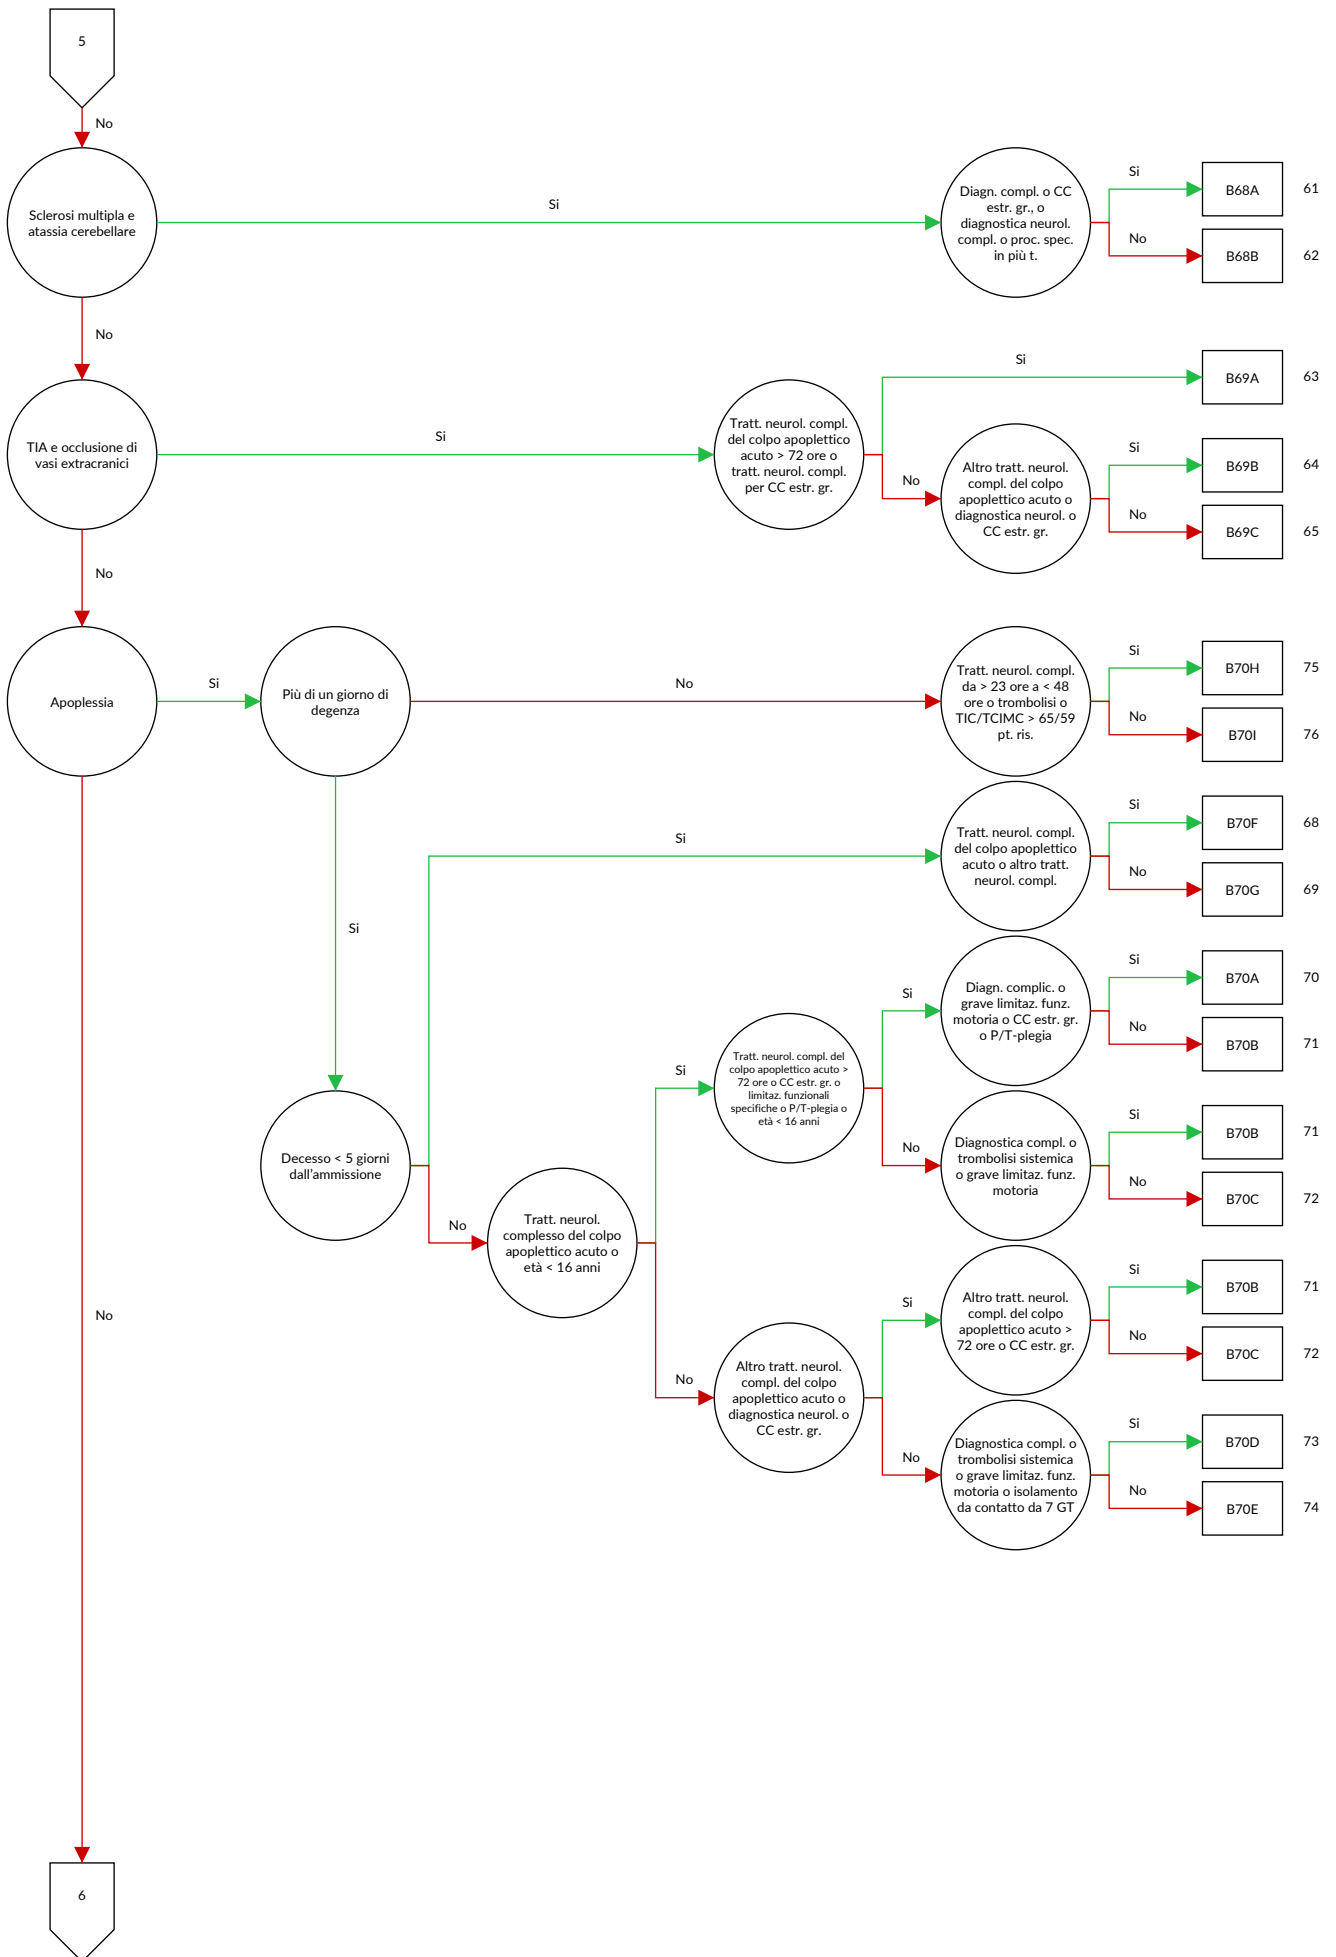 5
No
Sclerosi multipla e
atassia cerebellare
Si
Diagn. compl. o CC
estr. gr., o
diagnostica neurol.
compl. o proc. spec.
in più t.
Si
B68A
61
No
B68B
62
No
TIA e occlusione di
vasi extracranici
Si
Tratt. neurol. compl.
del colpo apoplettico
acuto > 72 ore o
tratt. neurol. compl.
per CC estr. gr.
Si
B69A
63
No
Altro tratt. neurol.
compl. del colpo
apoplettico acuto o
diagnostica neurol. o
CC estr. gr.
Si
B69B
64
No
B69C
65
No
Apoplessia
Si
Più di un giorno di
degenza
No
Tratt. neurol. compl.
da > 23 ore a < 48
ore o trombolisi o
TIC/TCIMC > 65/59
pt. ris.
Si
B70H
75
No
B70I
76
Si
Decesso < 5 giorni
dall'ammissione
Si
Tratt. neurol. compl.
del colpo apoplettico
acuto o altro tratt.
neurol. compl.
Si
B70F
68
No
B70G
69
No
Tratt. neurol.
complesso del colpo
apoplettico acuto o
età < 16 anni
Si
Tratt. neurol. compl. del
colpo apoplettico acuto >
72 ore o CC estr. gr. o
limitaz. funzionali
specifiche o P/T-plegia o
età < 16 anni
Si
Diagn. complic. o
grave limitaz. funz.
motoria o CC estr. gr.
o P/T-plegia
Si
B70A
70
No
B70B
71
No
Diagnostica compl. o
trombolisi sistemica
o grave limitaz. funz.
motoria
Si
B70B
71
No
B70C
72
No
Altro tratt. neurol.
compl. del colpo
apoplettico acuto o
diagnostica neurol. o
CC estr. gr.
Si
Altro tratt. neurol.
compl. del colpo
apoplettico acuto >
72 ore o CC estr. gr.
Si
B70B
71
No
B70C
72
No
Diagnostica compl. o
trombolisi sistemica
o grave limitaz. funz.
motoria o isolamento
da contatto da 7 GT
Si
B70D
73
No
B70E
74
No
6